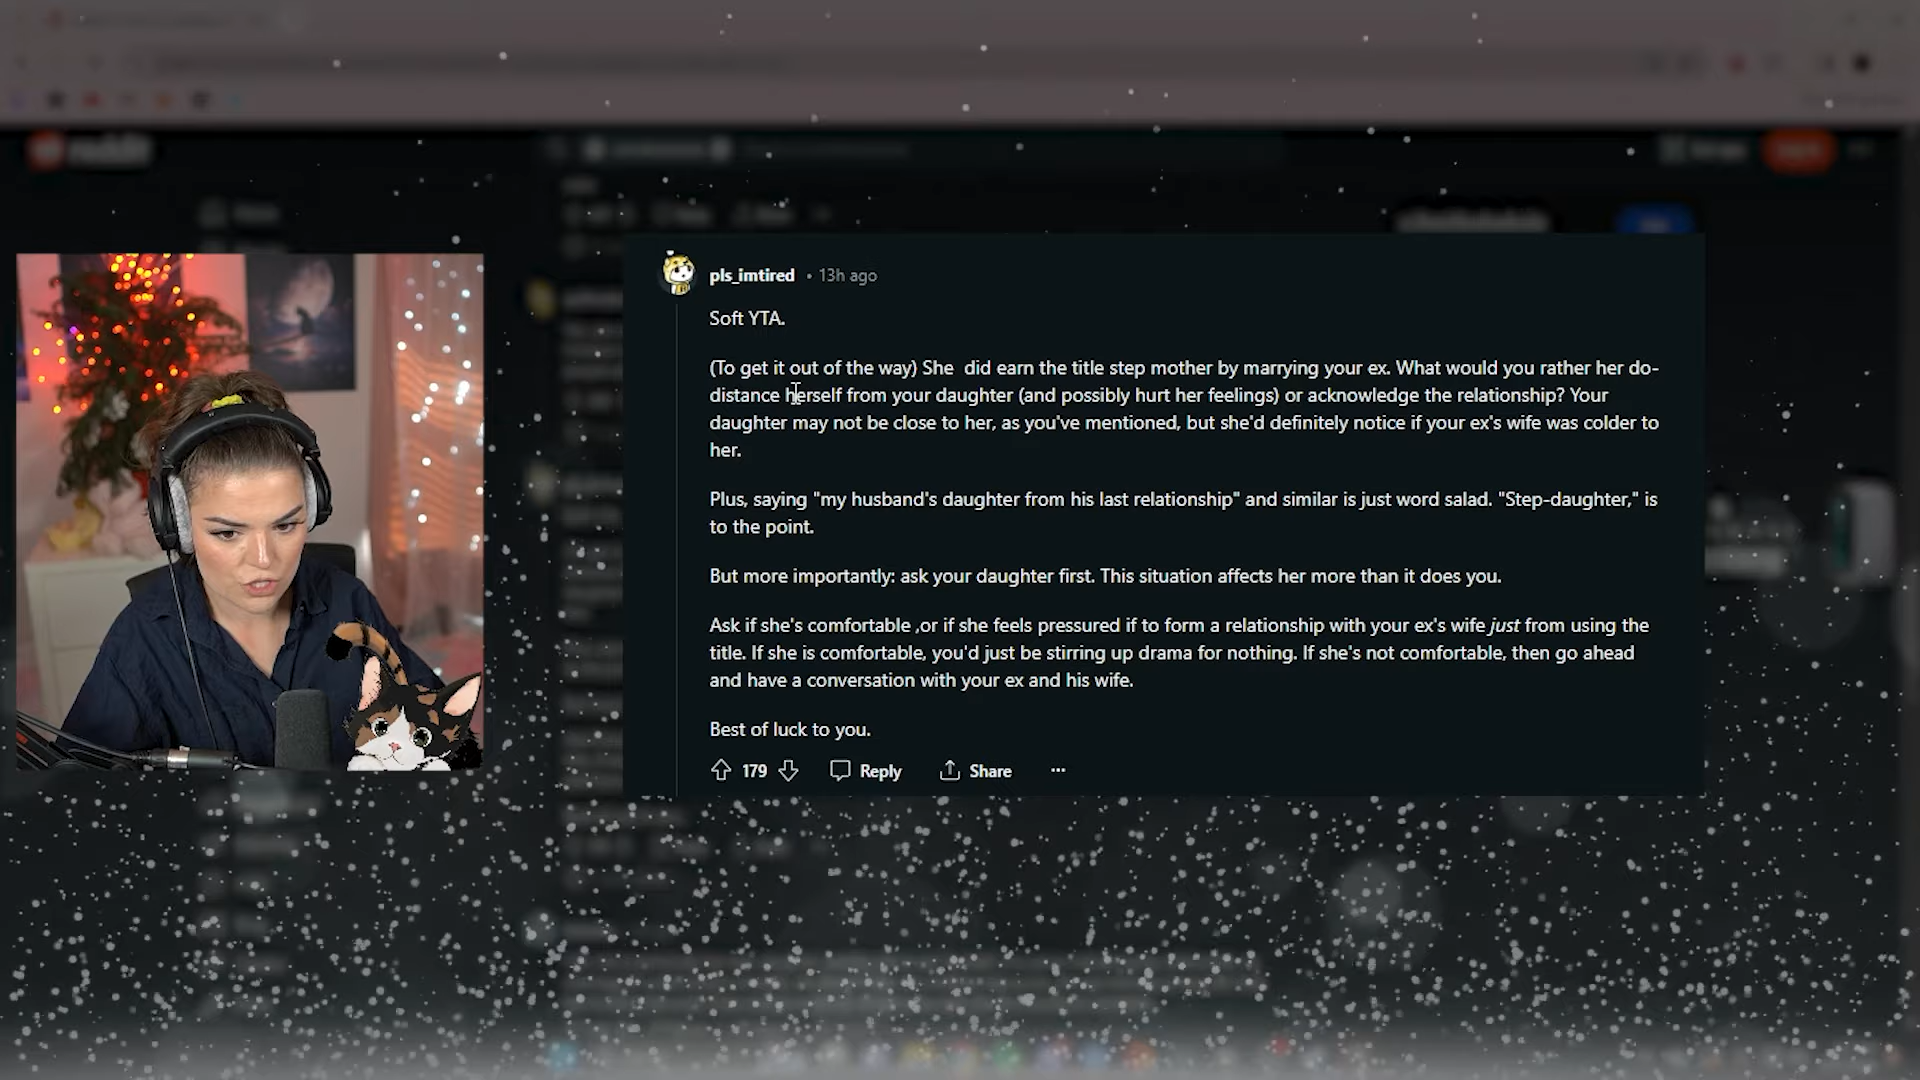 reddit
pls_imtired • 13h ago
Soft YTA.
(To get it out of the way) She did earn the title step mother by marrying your ex. What would you rather her do-
distance herself from your daughter (and possibly hurt her feelings) or acknowledge the relationship? Your
daughter may not be close to her, as you've mentioned, but she'd definitely notice if your ex's wife was colder to
her.
Plus, saying "my husband's daughter from his last relationship" and similar is just word salad. "Step-daughter," is
to the point.
But more importantly: ask your daughter first. This situation affects her more than it does you.
Ask if she's comfortable ,or if she feels pressured if to form a relationship with your ex's wife just from using the
title. If she is comfortable, you'd just be stirring up drama for nothing. If she's not comfortable, then go ahead
and have a conversation with your ex and his wife.
Best of luck to you.
179 Reply Share ···